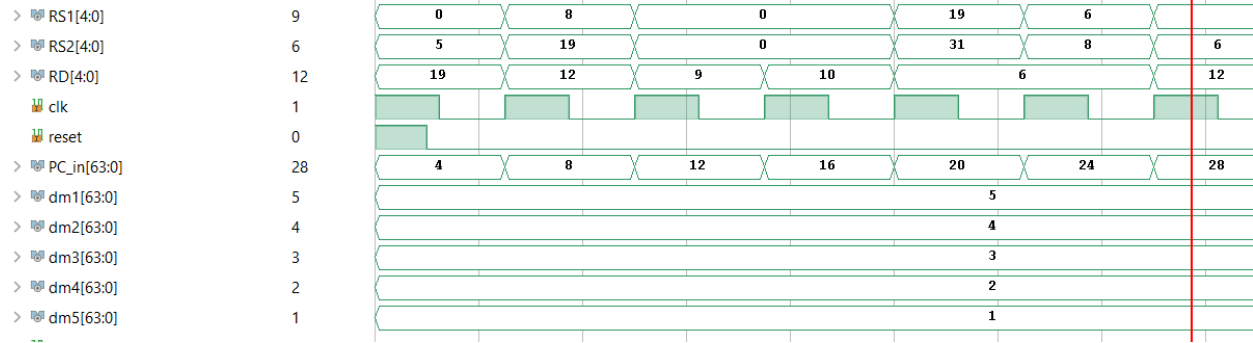 RS1[4:0] 9 0 8 0 19 6
RS2[4:0] 6 5 19 0 31 8 6
RD[4:0] 12 19 12 9 10 6 12
clk 1
reset 0
PC_in[63:0] 28 4 8 12 16 20 24 28
dm1[63:0] 5 5
dm2[63:0] 4 4
dm3[63:0] 3 3
dm4[63:0] 2 2
dm5[63:0] 1 1